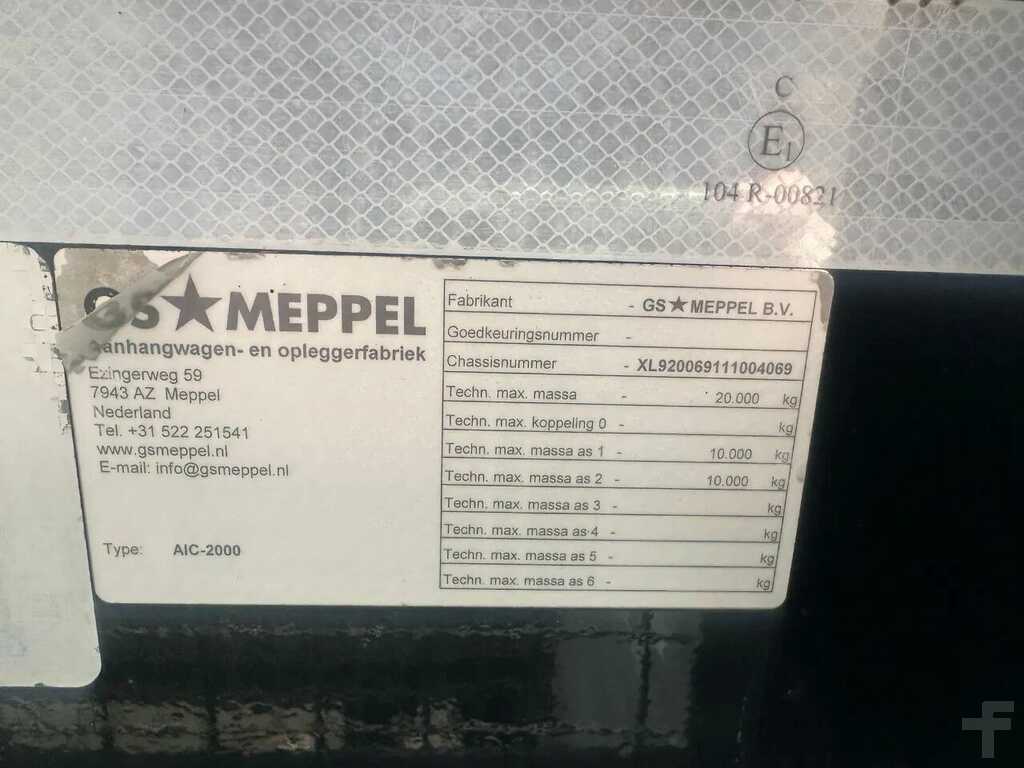 C
E1
104 R-00821
GS★MEPPEL
Aanhangwagen- en opleggerfabriek
Ezingerweg 59
7943 AZ Meppel
Nederland
Tel. +31 522 251541
www.gsmeppel.nl
E-mail: info@gsmeppel.nl
Type: AIC-2000
Fabrikant - GS★MEPPEL B.V.
Goedkeuringsnummer -
Chassisnummer - XL920069111004069
Techn. max. massa - 20.000 kg
Techn. max. koppeling 0 - kg
Techn. max. massa as 1 - 10.000 kg
Techn. max. massa as 2 - 10.000 kg
Techn. max. massa as 3 - kg
Techn. max. massa as 4 - kg
Techn. max. massa as 5 - kg
Techn. max. massa as 6 - kg